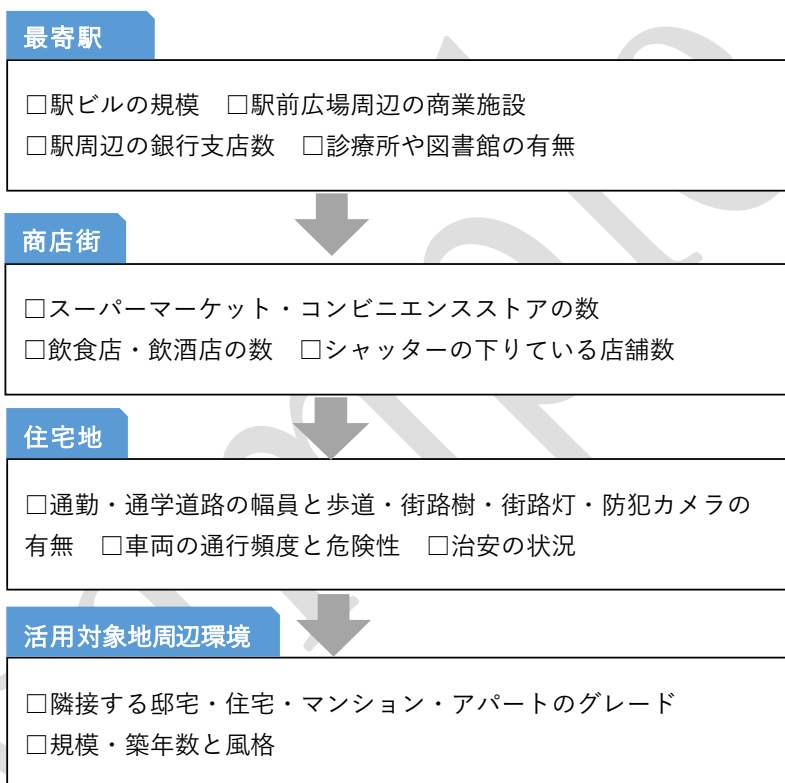 最寄駅
□駅ビルの規模　□駅前広場周辺の商業施設
□駅周辺の銀行支店数　□診療所や図書館の有無
商店街
□スーパーマーケット・コンビニエンスストアの数
□飲食店・飲酒店の数　□シャッターの下りている店舗数
住宅地
□通勤・通学道路の幅員と歩道・街路樹・街路灯・防犯カメラの
有無　□車両の通行頻度と危険性　□治安の状況
活用対象地周辺環境
□隣接する邸宅・住宅・マンション・アパートのグレード
□規模・築年数と風格